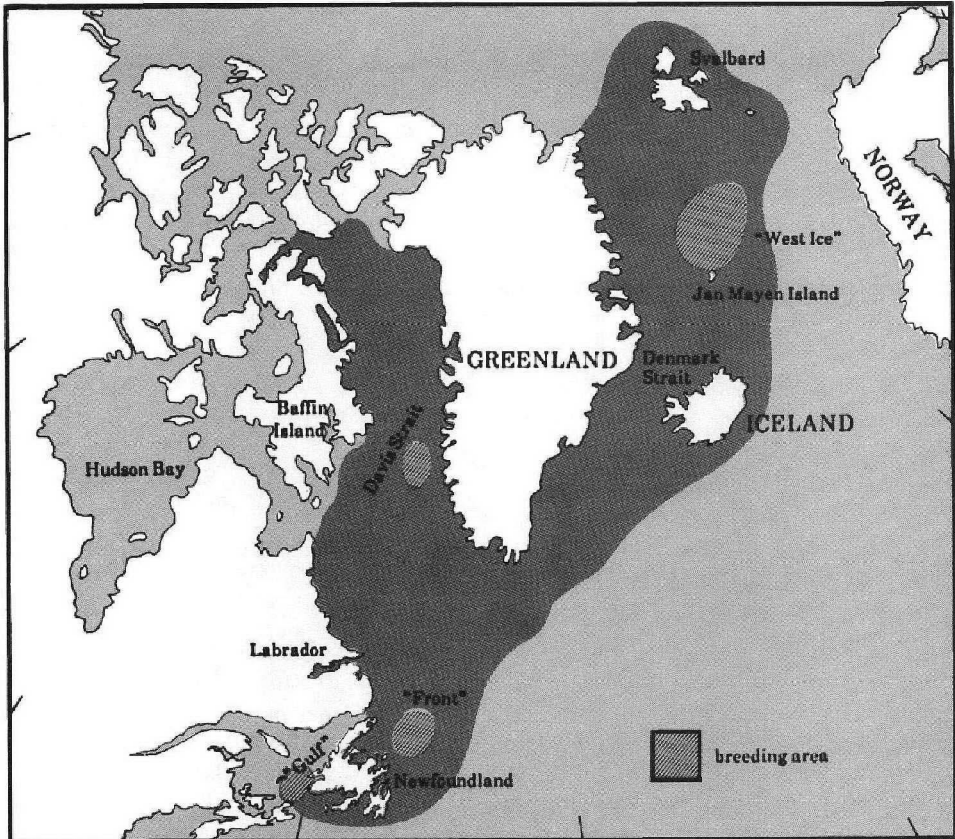 Svalbard
NORWAY
"West Ice"
Jan Mayen Island
GREENLAND
Denmark
Strait
ICELAND
Baffin
Island
Davis Strait
Hudson Bay
Labrador
"Front"
"Gulf"
Newfoundland
breeding area